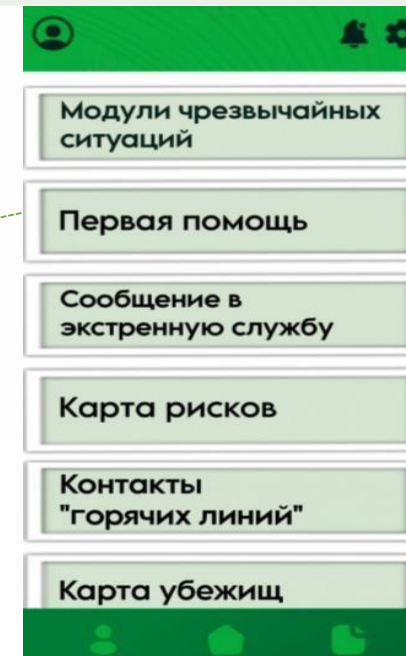 Модули чрезвычайных
ситуаций
Первая помощь
Сообщение в
экстренную службу
Карта рисков
Контакты
"горячих линий"
Карта убежищ